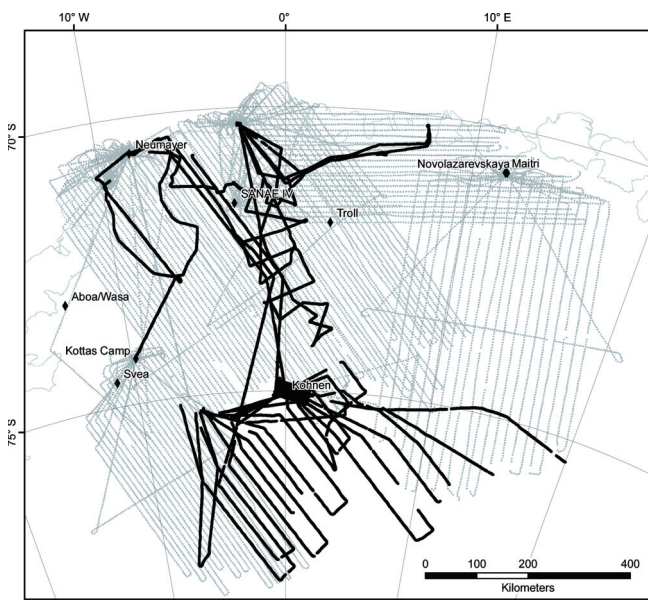 10° W
0°
10° E
70° S
Neumayer
Novolazarevskaya Maitri
SANAE IV
Troll
Aboa/Wasa
Kottas Camp
Svea
Kohnen
75° S
0 100 200 400
Kilometers